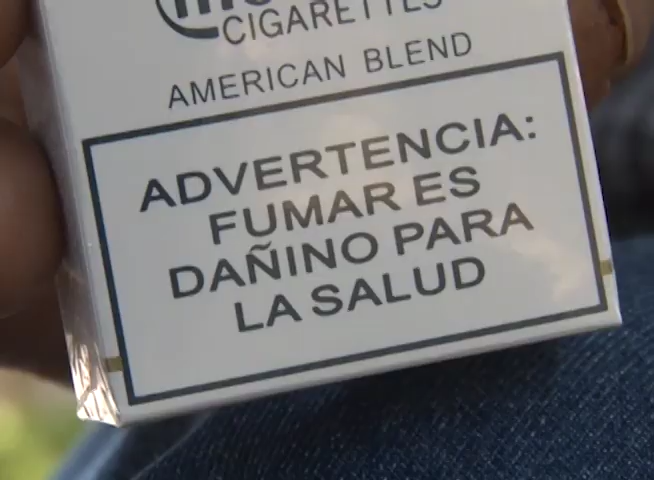 CIGARETTES
AMERICAN BLEND
ADVERTENCIA:
FUMAR ES
DAÑINO PARA
LA SALUD